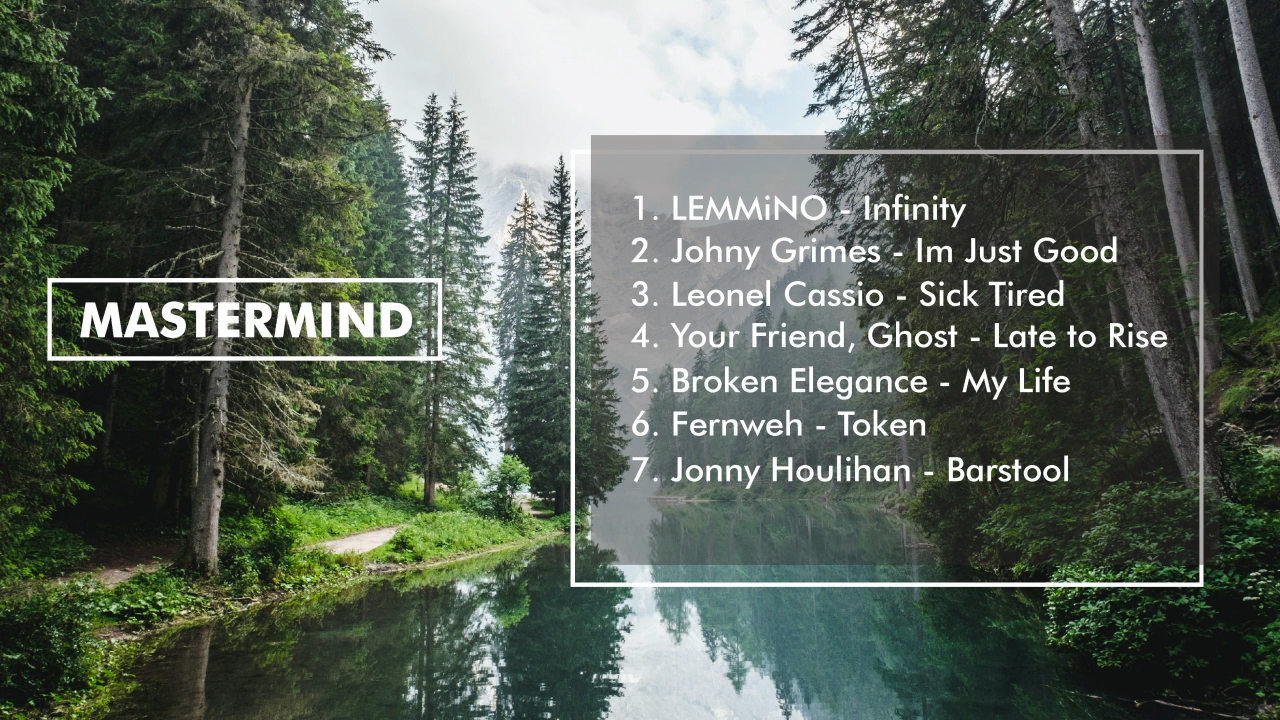 MASTERMIND
1. LEMMiNO - Infinity
2. Johny Grimes - Im Just Good
3. Leonel Cassio - Sick Tired
4. Your Friend, Ghost - Late to Rise
5. Broken Elegance - My Life
6. Fernweh - Token
7. Jonny Houlihan - Barstool